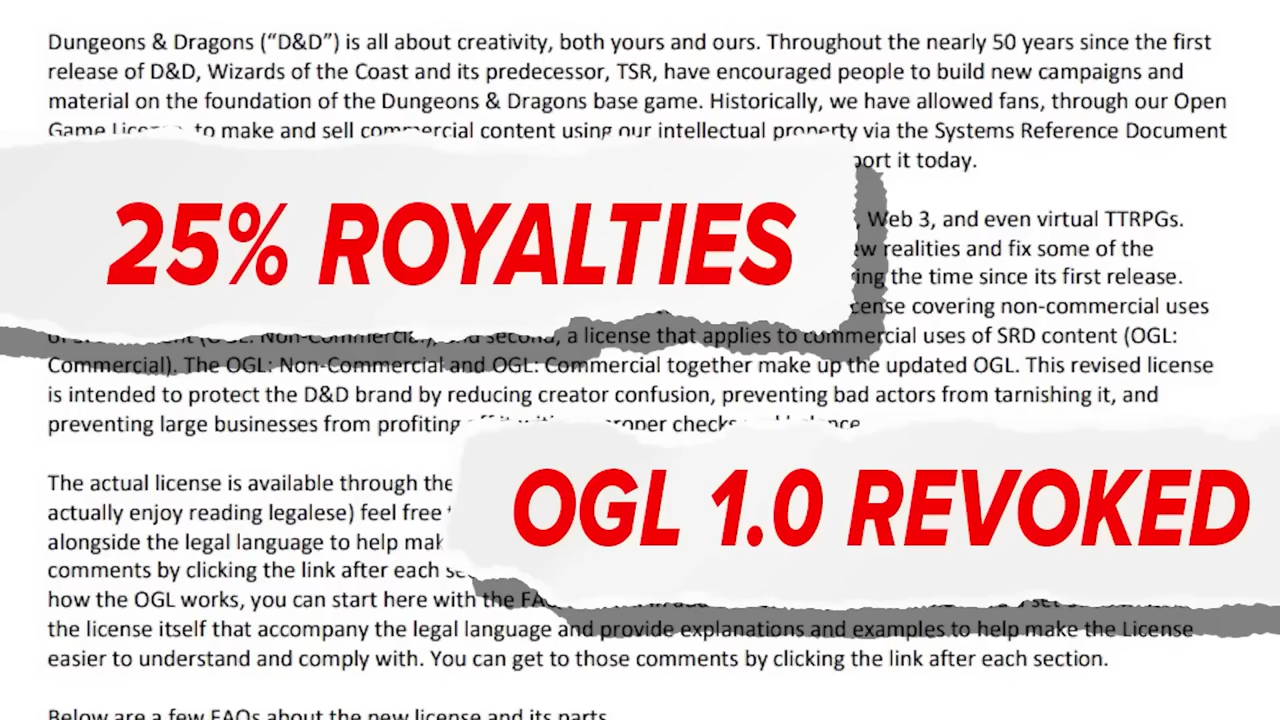 Dungeons & Dragons (“D&D”) is all about creativity, both yours and ours. Throughout the nearly 50 years since the first
release of D&D, Wizards of the Coast and its predecessor, TSR, have encouraged people to build new campaigns and
material on the foundation of the Dungeons & Dragons base game. Historically, we have allowed fans, through our Open
Game License, to make and sell commercial content using our intellectual property via the Systems Reference Document
it today.
25% ROYALTIES
Web 3, and even virtual TTRPGs.
realities and fix some of the
the time since its first release.
covering non-commercial uses
Non-Commercial), and second, a license that applies to commercial uses of SRD content (OGL:
Commercial). The OGL: Non-Commercial and OGL: Commercial together make up the updated OGL. This revised license
is intended to protect the D&D brand by reducing creator confusion, preventing bad actors from tarnishing it, and
preventing large businesses from profiting checks
OGL 1.0 REVOKED
The actual license is available through the
actually enjoy reading legalese) feel free
alongside the legal language to help
comments by clicking the link after each
how the OGL works, you can start here with the
the license itself that accompany the legal language and provide explanations and examples to help make the License
easier to understand and comply with. You can get to those comments by clicking the link after each section.
Below are a few FAQs about the new license and its parts